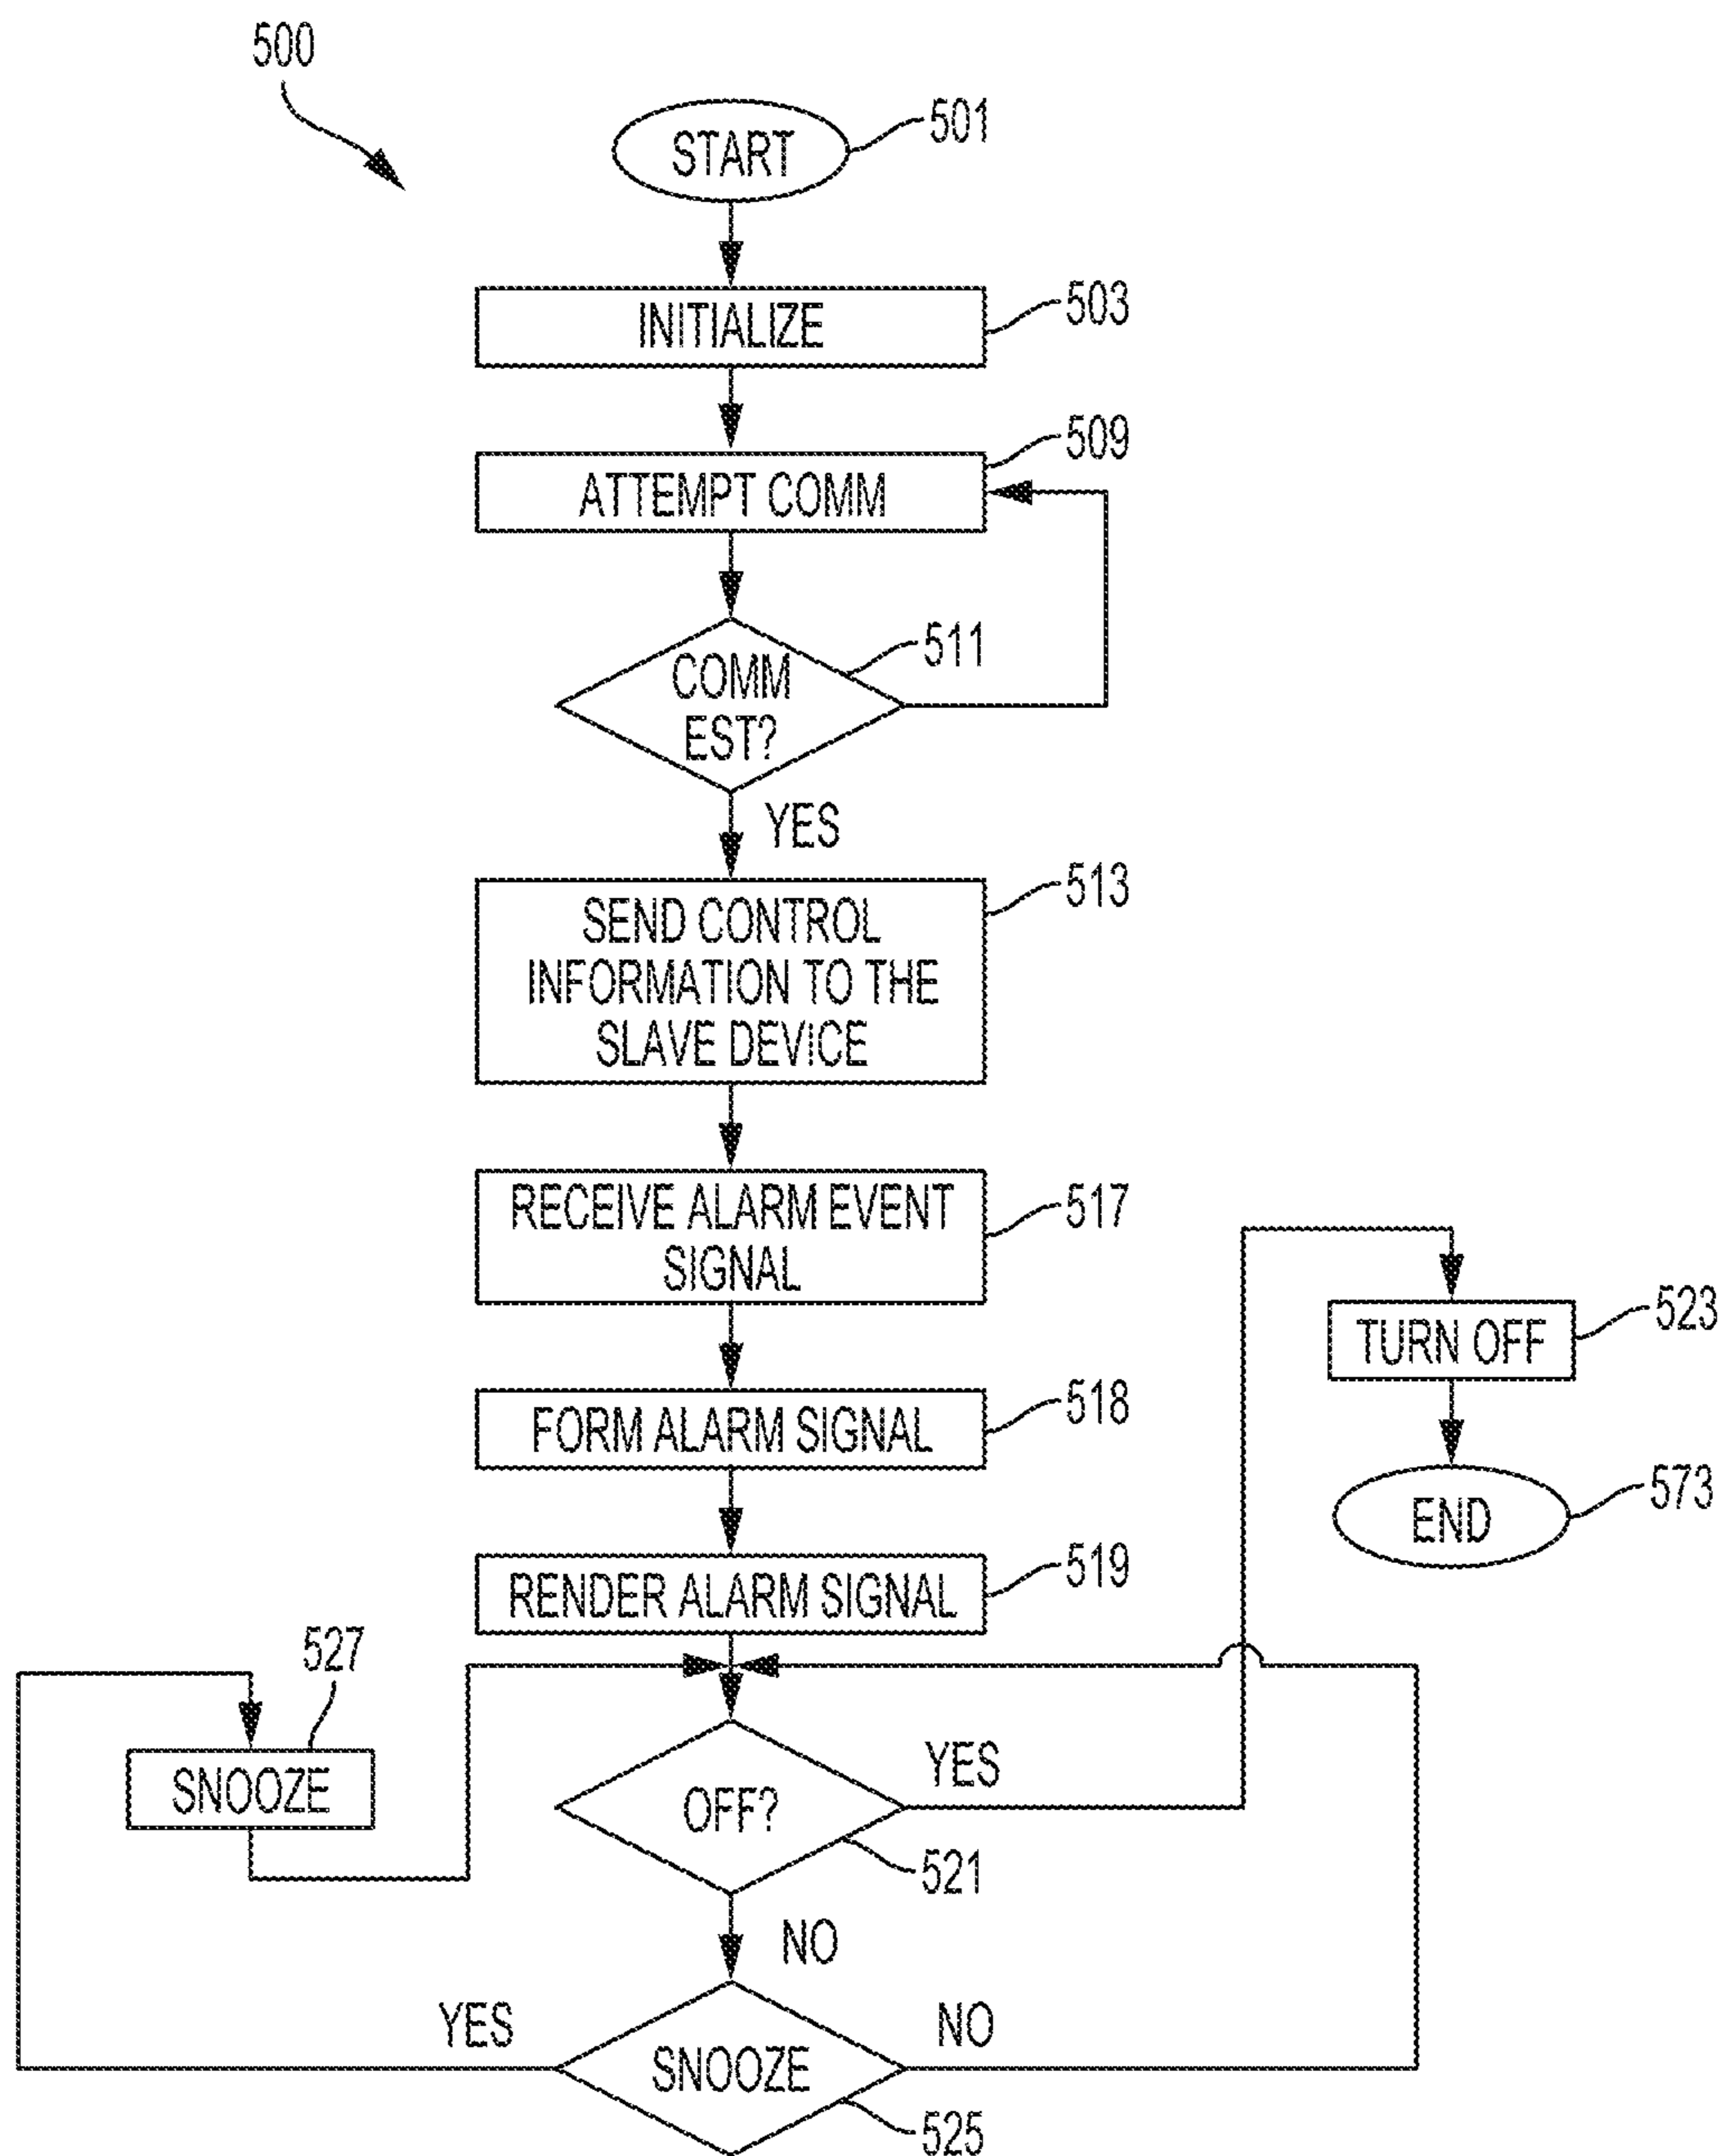 500
START
501
INITIALIZE
503
509
ATTEMPT COMM
511
COMM
EST?
YES
513
SEND CONTROL
INFORMATION TO THE
SLAVE DEVICE
RECEIVE ALARM EVENT
SIGNAL
517
523
TURN OFF
FORM ALARM SIGNAL
518
573
END
RENDER ALARM SIGNAL
519
527
SNOOZE
YES
OFF?
521
NO
YES
NO
SNOOZE
525